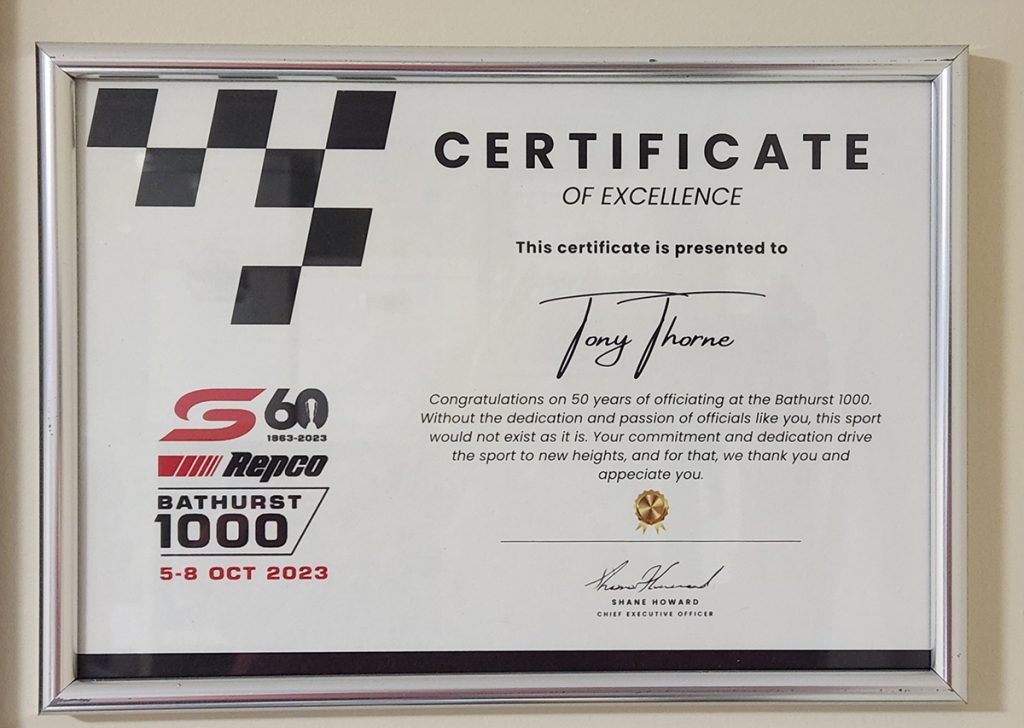 CERTIFICATE
OF EXCELLENCE
This certificate is presented to
Tony Thorne
Congratulations on 50 years of officiating at the Bathurst 1000.
Without the dedication and passion of officials like you, this sport
would not exist as it is. Your commitment and dedication drive
the sport to new heights, and for that, we thank you and
appeciate you.
S 60
1963-2023
Repco
BATHURST
1000
5-8 OCT 2023
Shane Howard
SHANE HOWARD
CHIEF EXECUTIVE OFFICER